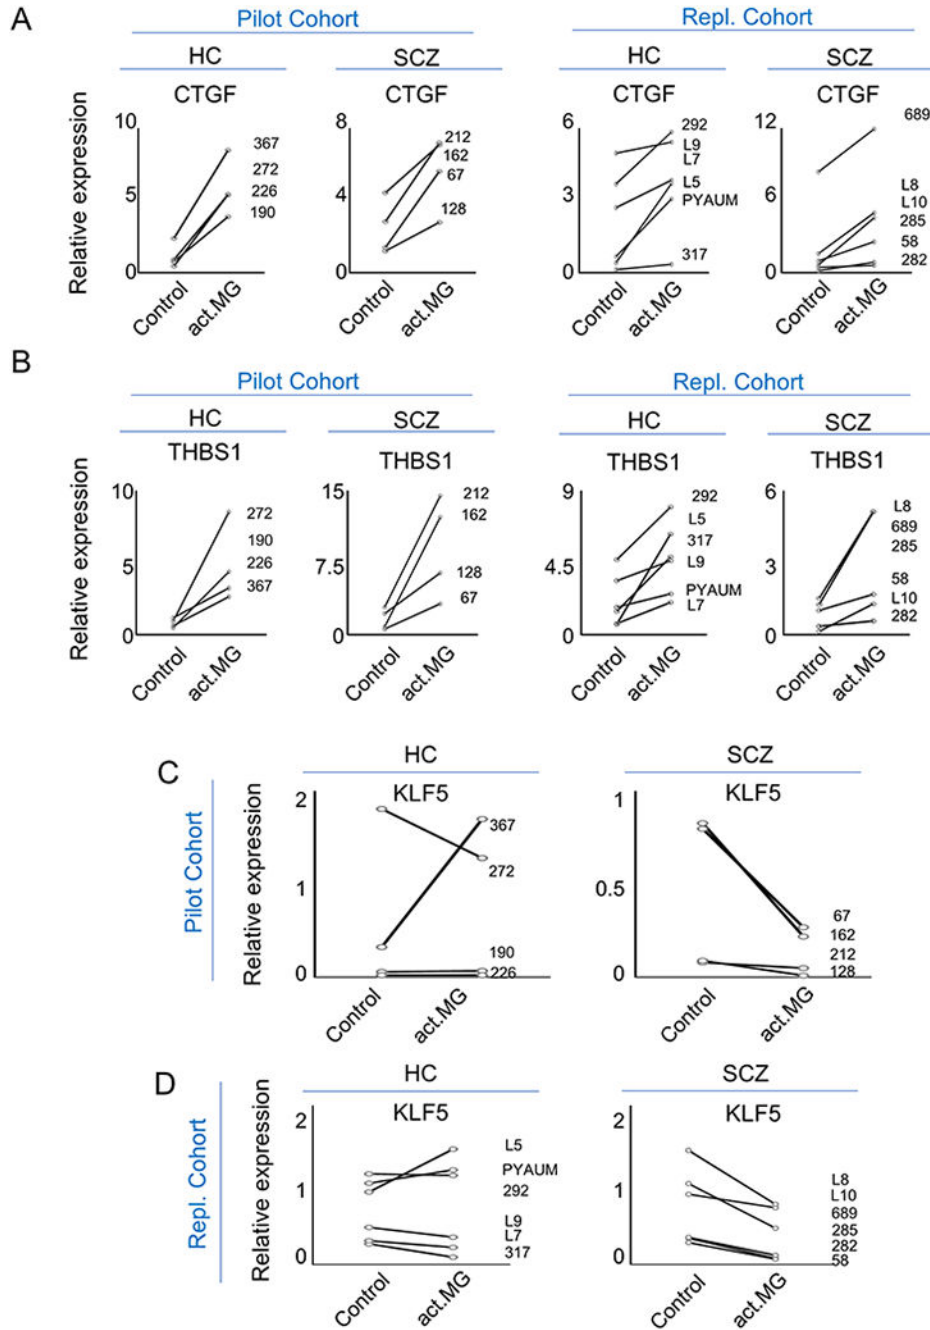 A
Pilot Cohort
Repl. Cohort
HC
SCZ
HC
SCZ
CTGF
CTGF
CTGF
CTGF
Relative expression
10
5
0
367
272
226
190
Control
act.MG
8
4
0
212
162
67
128
Control
act.MG
6
3
0
292
L9
L7
L5
PYAUM
317
Control
act.MG
12
6
0
689
L8
L10
285
58
282
Control
act.MG
B
Pilot Cohort
Repl. Cohort
HC
SCZ
HC
SCZ
THBS1
THBS1
THBS1
THBS1
Relative expression
10
5
0
272
190
226
367
Control
act.MG
15
7.5
0
212
162
128
67
Control
act.MG
9
4.5
0
292
L5
317
L9
PYAUM
L7
Control
act.MG
6
3
0
L8
689
285
58
L10
282
Control
act.MG
C
Pilot Cohort
HC
SCZ
KLF5
KLF5
Relative expression
2
1
0
367
272
190
226
Control
act.MG
1
0.5
0
67
162
212
128
Control
act.MG
D
Repl. Cohort
HC
SCZ
KLF5
KLF5
Relative expression
2
1
0
L5
PYAUM
292
L9
L7
317
Control
act.MG
2
1
0
L8
L10
689
285
282
58
Control
act.MG